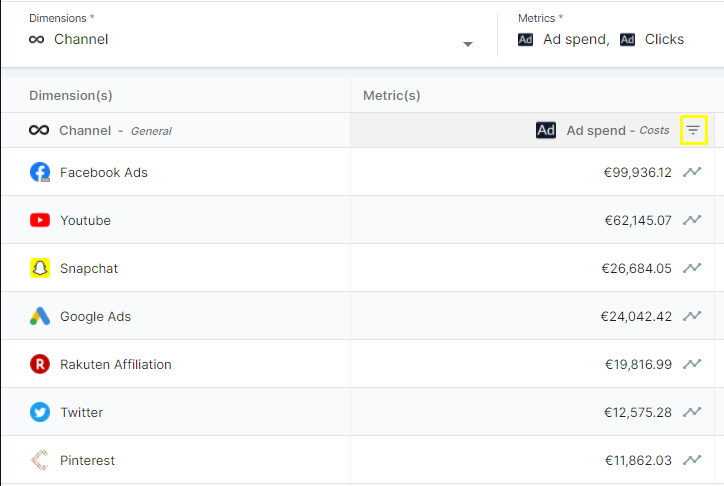 Dimensions *
Metrics *
Channel
Ad Ad spend, Ad Clicks
Dimension(s)
Metric(s)
Channel - General
Ad Ad spend - Costs
Facebook Ads €99,936.12
Youtube €62,145.07
Snapchat €26,684.05
Google Ads €24,042.42
R Rakuten Affiliation €19,816.99
Twitter €12,575.28
Pinterest €11,862.03